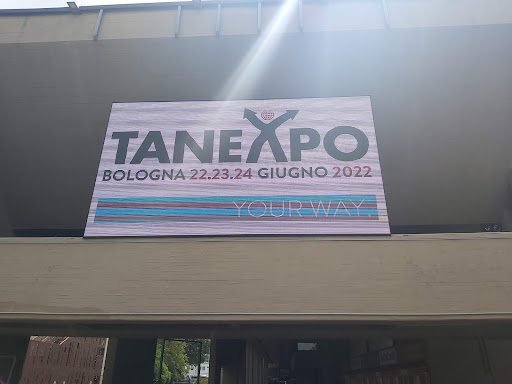 TANEXPO
BOLOGNA 22.23.24 GIUGNO 2022
YOUR WAY.